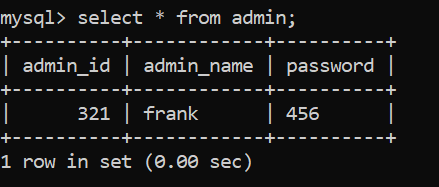 mysql> select * from admin;
+----------+------------+----------+
| admin_id | admin_name | password |
+----------+------------+----------+
|      321 | frank      | 456      |
+----------+------------+----------+
1 row in set (0.00 sec)